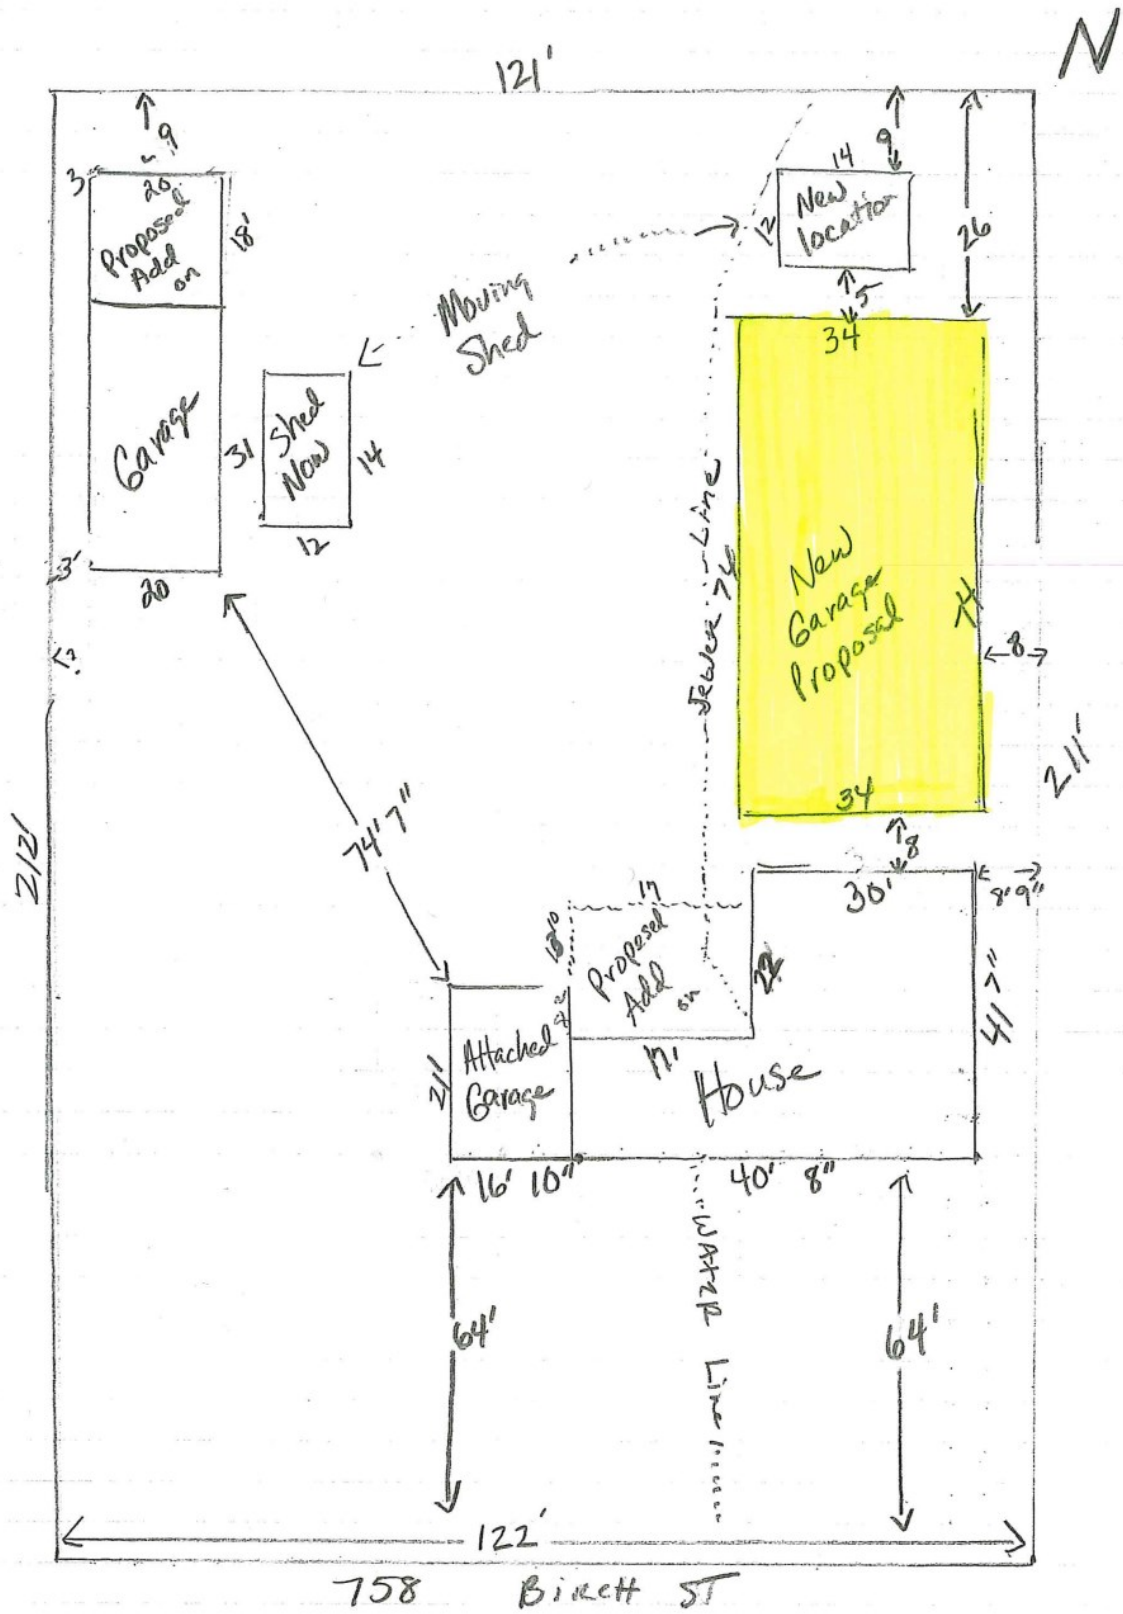 N
121'
9
9
3
20
14
Proposed
Add
on
18'
New
location
12
26
Moving
Shed
5
34
Garage
31
Shed
Now
14
12
3'
20
Sewer
Line
74
New
Garage
Proposal
74
8
211'
34
8
74' 7"
212'
30'
8' 9"
17
Proposed
Add
on
22
41' 7"
Attached
Garage
21'
17'
House
16' 10"
40' 8"
WATER Line
64'
64'
122'
758 BircH ST